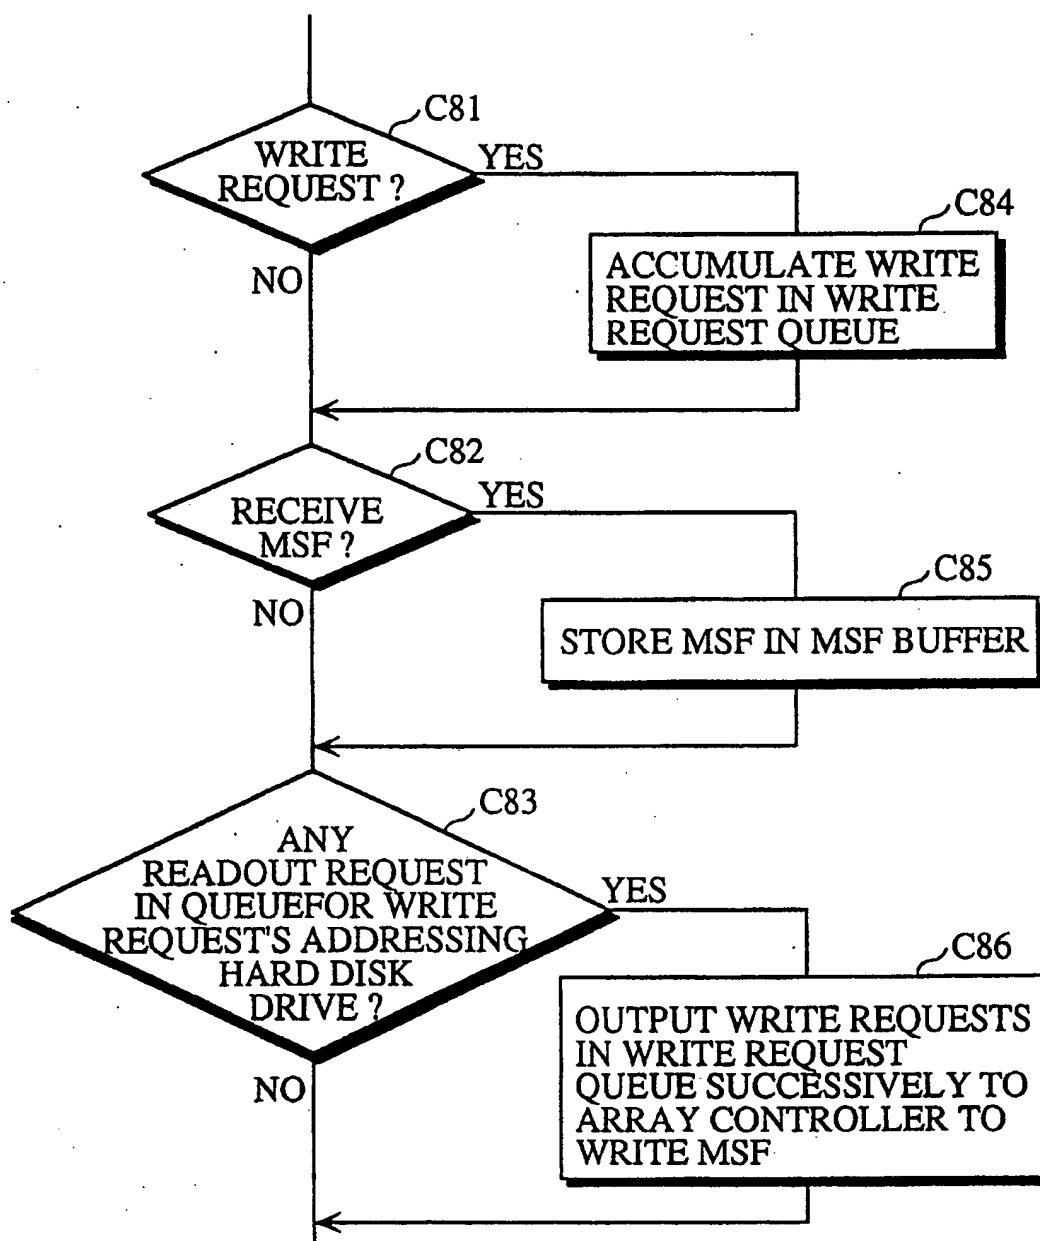 C81
WRITE
REQUEST ?
YES
NO
C84
ACCUMULATE WRITE
REQUEST IN WRITE
REQUEST QUEUE
C82
RECEIVE
MSF ?
YES
NO
C85
STORE MSF IN MSF BUFFER
C83
ANY
READOUT REQUEST
IN QUEUEFOR WRITE
REQUEST'S ADDRESSING
HARD DISK
DRIVE ?
YES
NO
C86
OUTPUT WRITE REQUESTS
IN WRITE REQUEST
QUEUE SUCCESSIVELY TO
ARRAY CONTROLLER TO
WRITE MSF